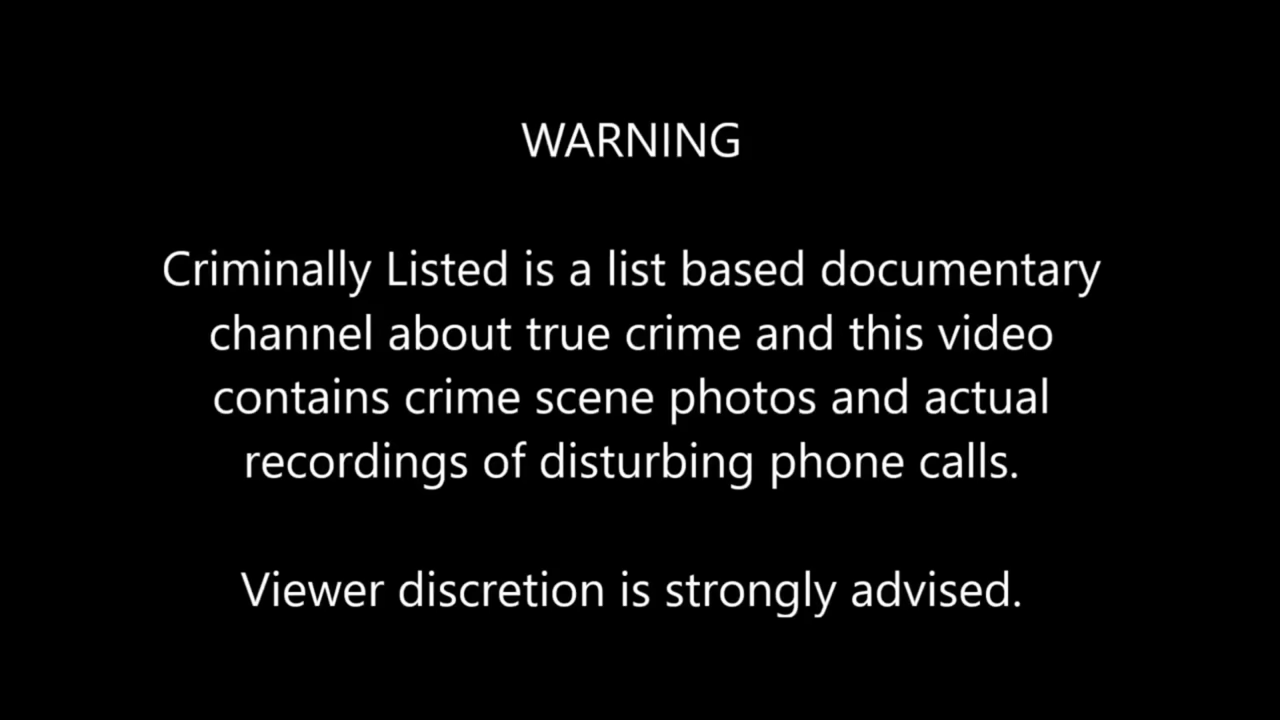 WARNING
Criminally Listed is a list based documentary
channel about true crime and this video
contains crime scene photos and actual
recordings of disturbing phone calls.
Viewer discretion is strongly advised.